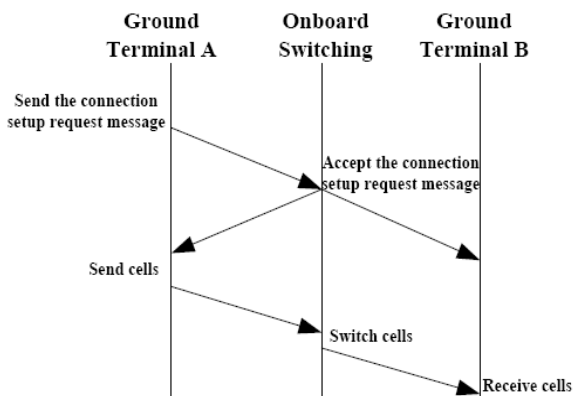 Ground
Terminal A
Onboard
Switching
Ground
Terminal B
Send the connection
setup request message
Accept the connection
setup request message
Send cells
Switch cells
Receive cells